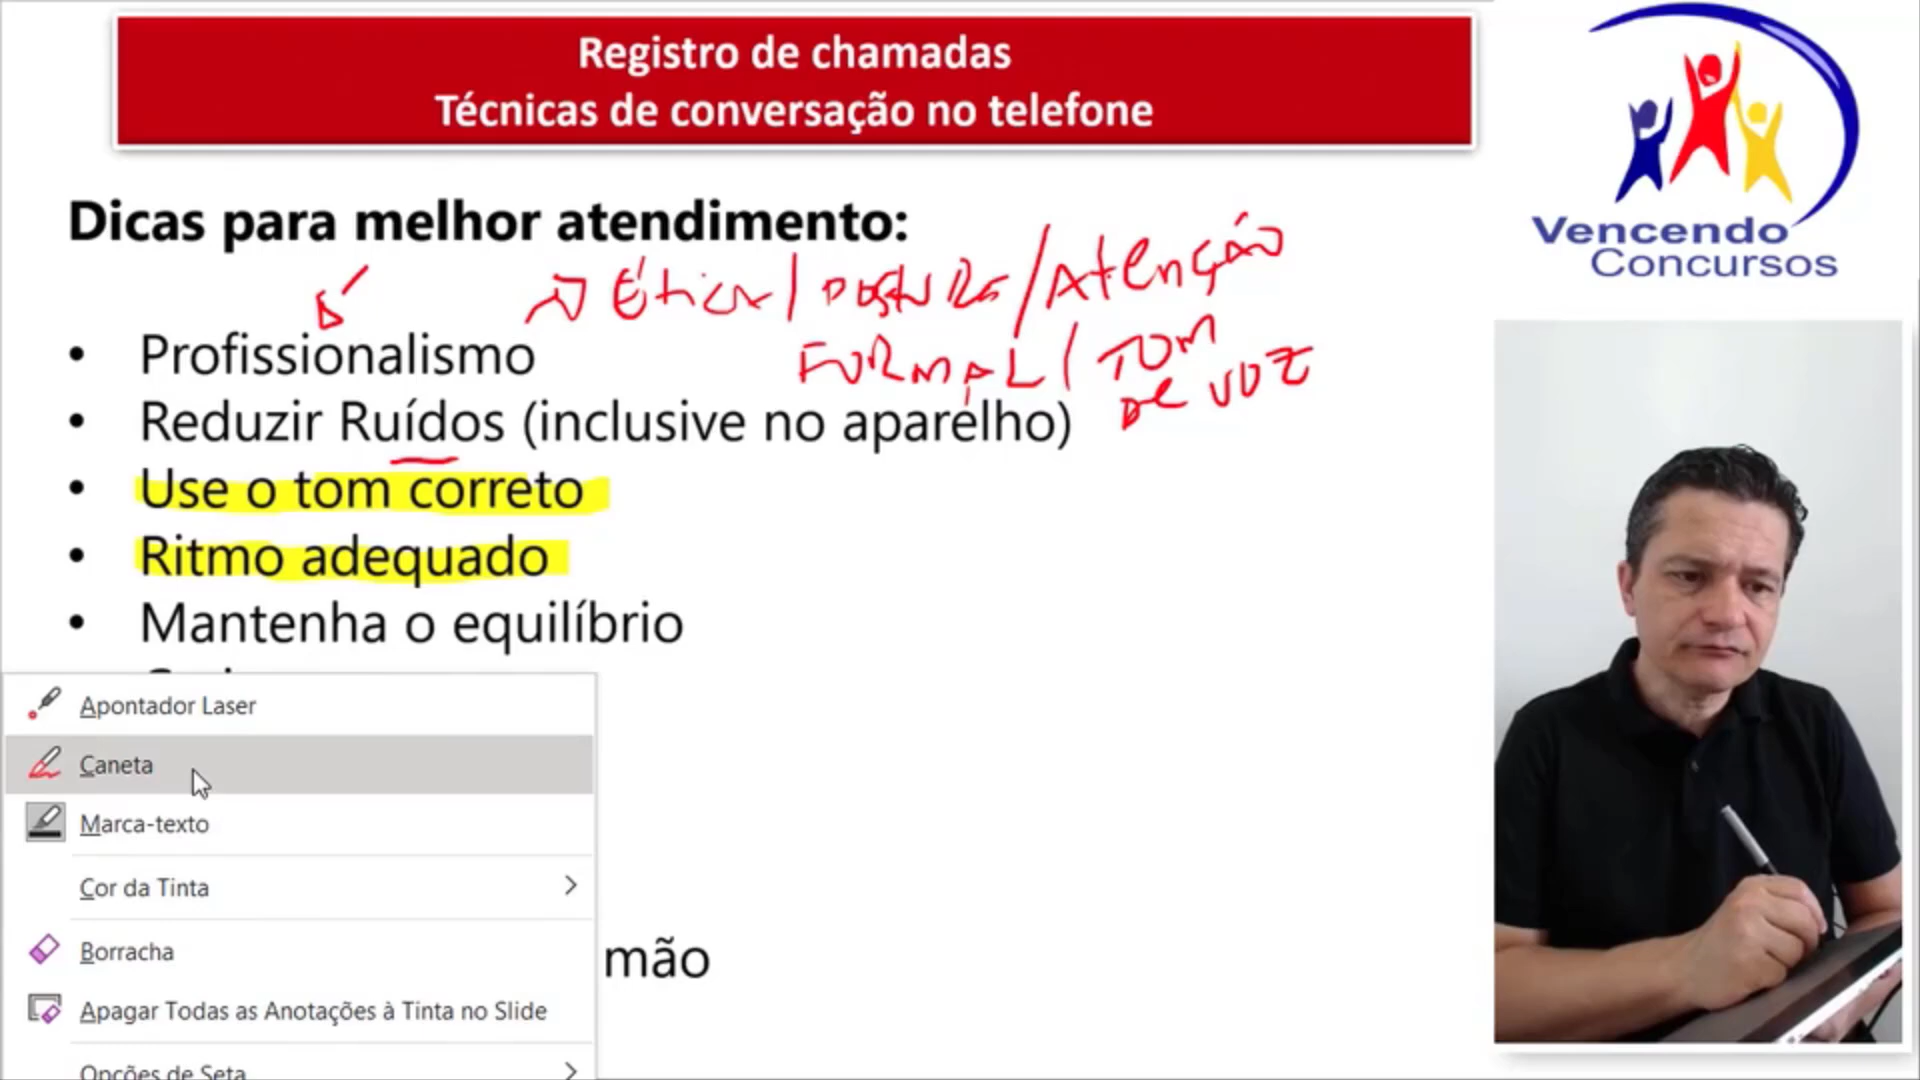 Registro de chamadas
Técnicas de conversação no telefone
Vencendo
Concursos
Dicas para melhor atendimento:
Ética / POSTURA / Atenção
FORMAL / TOM
DE VOZ
• Profissionalismo
• Reduzir Ruídos (inclusive no aparelho)
• Use o tom correto
• Ritmo adequado
• Mantenha o equilíbrio
Apontador Laser
Caneta
Marca-texto
Cor da Tinta
Borracha
mão
Apagar Todas as Anotações à Tinta no Slide
Opções de Seta